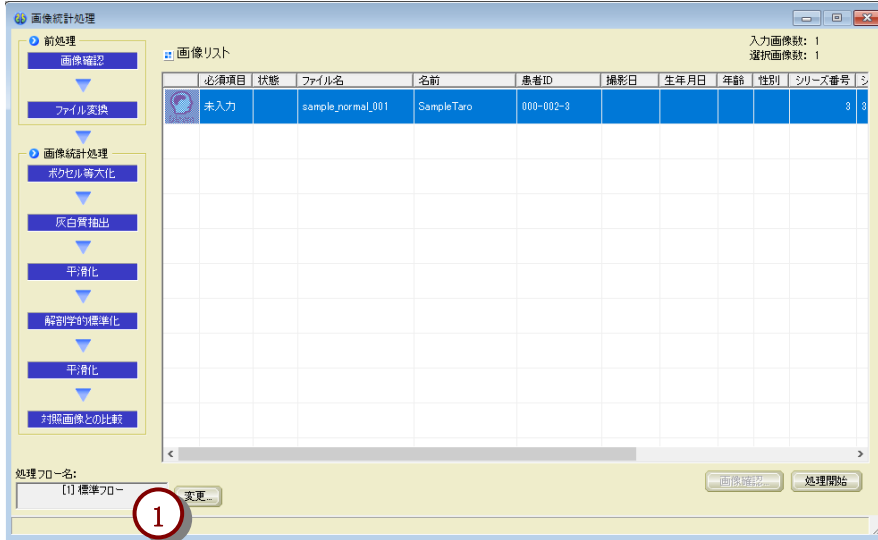 画像統計処理
前処理
画像確認
ファイル変換
画像統計処理
ボクセル等大化
灰白質抽出
平滑化
解剖学的標準化
平滑化
対照画像との比較
画像リスト
入力画像数: 1
選択画像数: 1
必須項目 状態 ファイル名 名前 患者ID 撮影日 生年月日 年齢 性別 シリーズ番号 シ
未入力 sample_normal_001 SampleTaro 000-002-3 3 3
処理フロー名:
[1] 標準フロー
変更...
1
画像確認...
処理開始